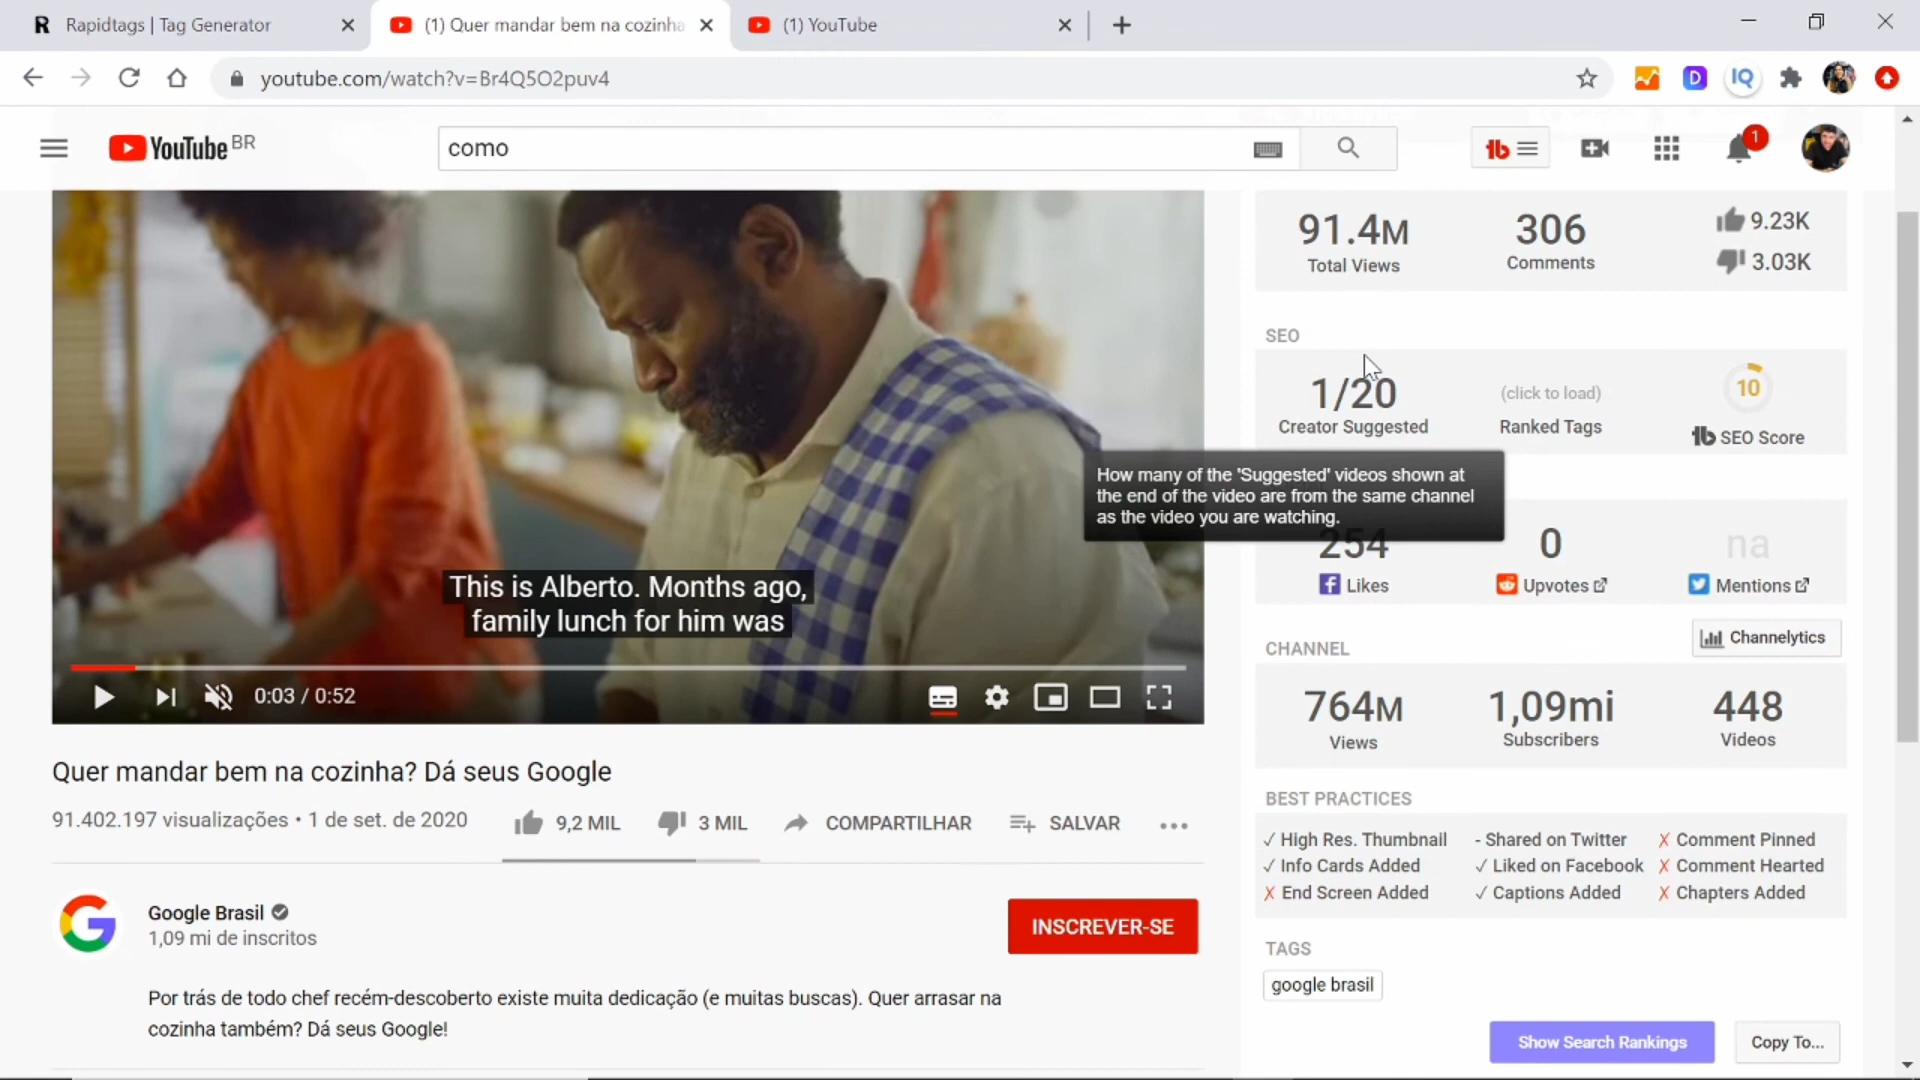 R Rapidtags | Tag Generator
(1) Quer mandar bem na cozinha
(1) YouTube
youtube.com/watch?v=Br4Q5O2puv4
D
IQ
YouTube BR
como
tb
1
91.4M
Total Views
306
Comments
9.23K
3.03K
SEO
1/20
Creator Suggested
(click to load)
Ranked Tags
10
tb SEO Score
How many of the 'Suggested' videos shown at
the end of the video are from the same channel
as the video you are watching.
254
Likes
0
Upvotes
na
Mentions
This is Alberto. Months ago,
family lunch for him was
0:03 / 0:52
CHANNEL
Channelytics
764M
Views
1,09mi
Subscribers
448
Videos
Quer mandar bem na cozinha? Dá seus Google
91.402.197 visualizações • 1 de set. de 2020
9,2 MIL
3 MIL
COMPARTILHAR
SALVAR
BEST PRACTICES
✓ High Res. Thumbnail
- Shared on Twitter
✗ Comment Pinned
✓ Info Cards Added
✓ Liked on Facebook
✗ Comment Hearted
✗ End Screen Added
✓ Captions Added
✗ Chapters Added
Google Brasil
1,09 mi de inscritos
INSCREVER-SE
Por trás de todo chef recém-descoberto existe muita dedicação (e muitas buscas). Quer arrasar na
cozinha também? Dá seus Google!
TAGS
google brasil
Show Search Rankings
Copy To...